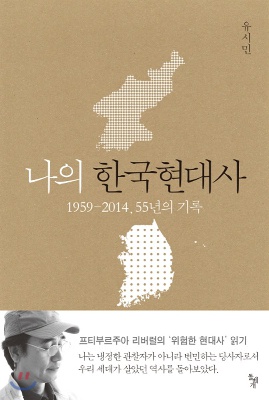 유시민
나의 한국현대사
1959-2014, 55년의 기록
프티부르주아 리버럴의 '위험한 현대사' 읽기
나는 냉정한 관찰자가 아니라 번민하는 당사자로서
우리 세대가 살았던 역사를 돌아보았다.
돌베개